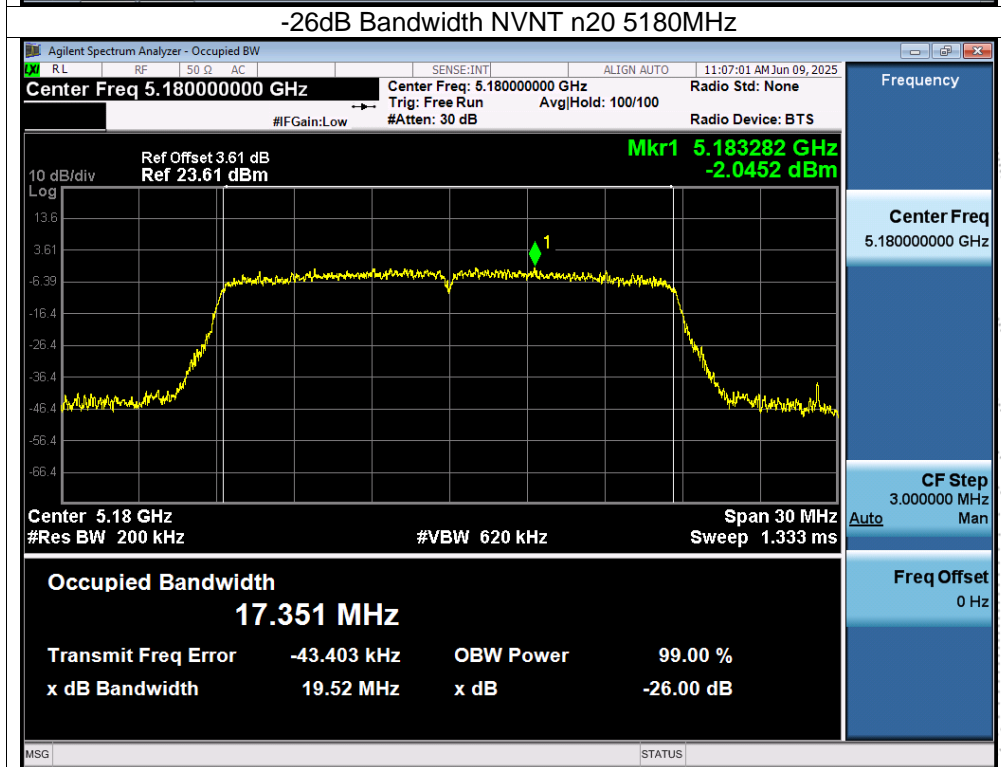 -26dB Bandwidth NVNT n20 5180MHz
Agilent Spectrum Analyzer - Occupied BW
LXI RL RF 50 Ω AC SENSE:INT ALIGN AUTO 11:07:01 AM Jun 09, 2025
Center Freq 5.180000000 GHz
Center Freq: 5.180000000 GHz
Radio Std: None
Trig: Free Run Avg|Hold: 100/100
#IFGain:Low #Atten: 30 dB Radio Device: BTS
Frequency
Mkr1 5.183282 GHz
-2.0452 dBm
Ref Offset 3.61 dB
10 dB/div Ref 23.61 dBm
Log
13.6
3.61
-6.39
-16.4
-26.4
-36.4
-46.4
-56.4
-66.4
1
Center 5.18 GHz Span 30 MHz
#Res BW 200 kHz #VBW 620 kHz Sweep 1.333 ms
Center Freq
5.180000000 GHz
CF Step
3.000000 MHz
Auto Man
Freq Offset
0 Hz
Occupied Bandwidth
17.351 MHz
Transmit Freq Error -43.403 kHz OBW Power 99.00 %
x dB Bandwidth 19.52 MHz x dB -26.00 dB
MSG STATUS